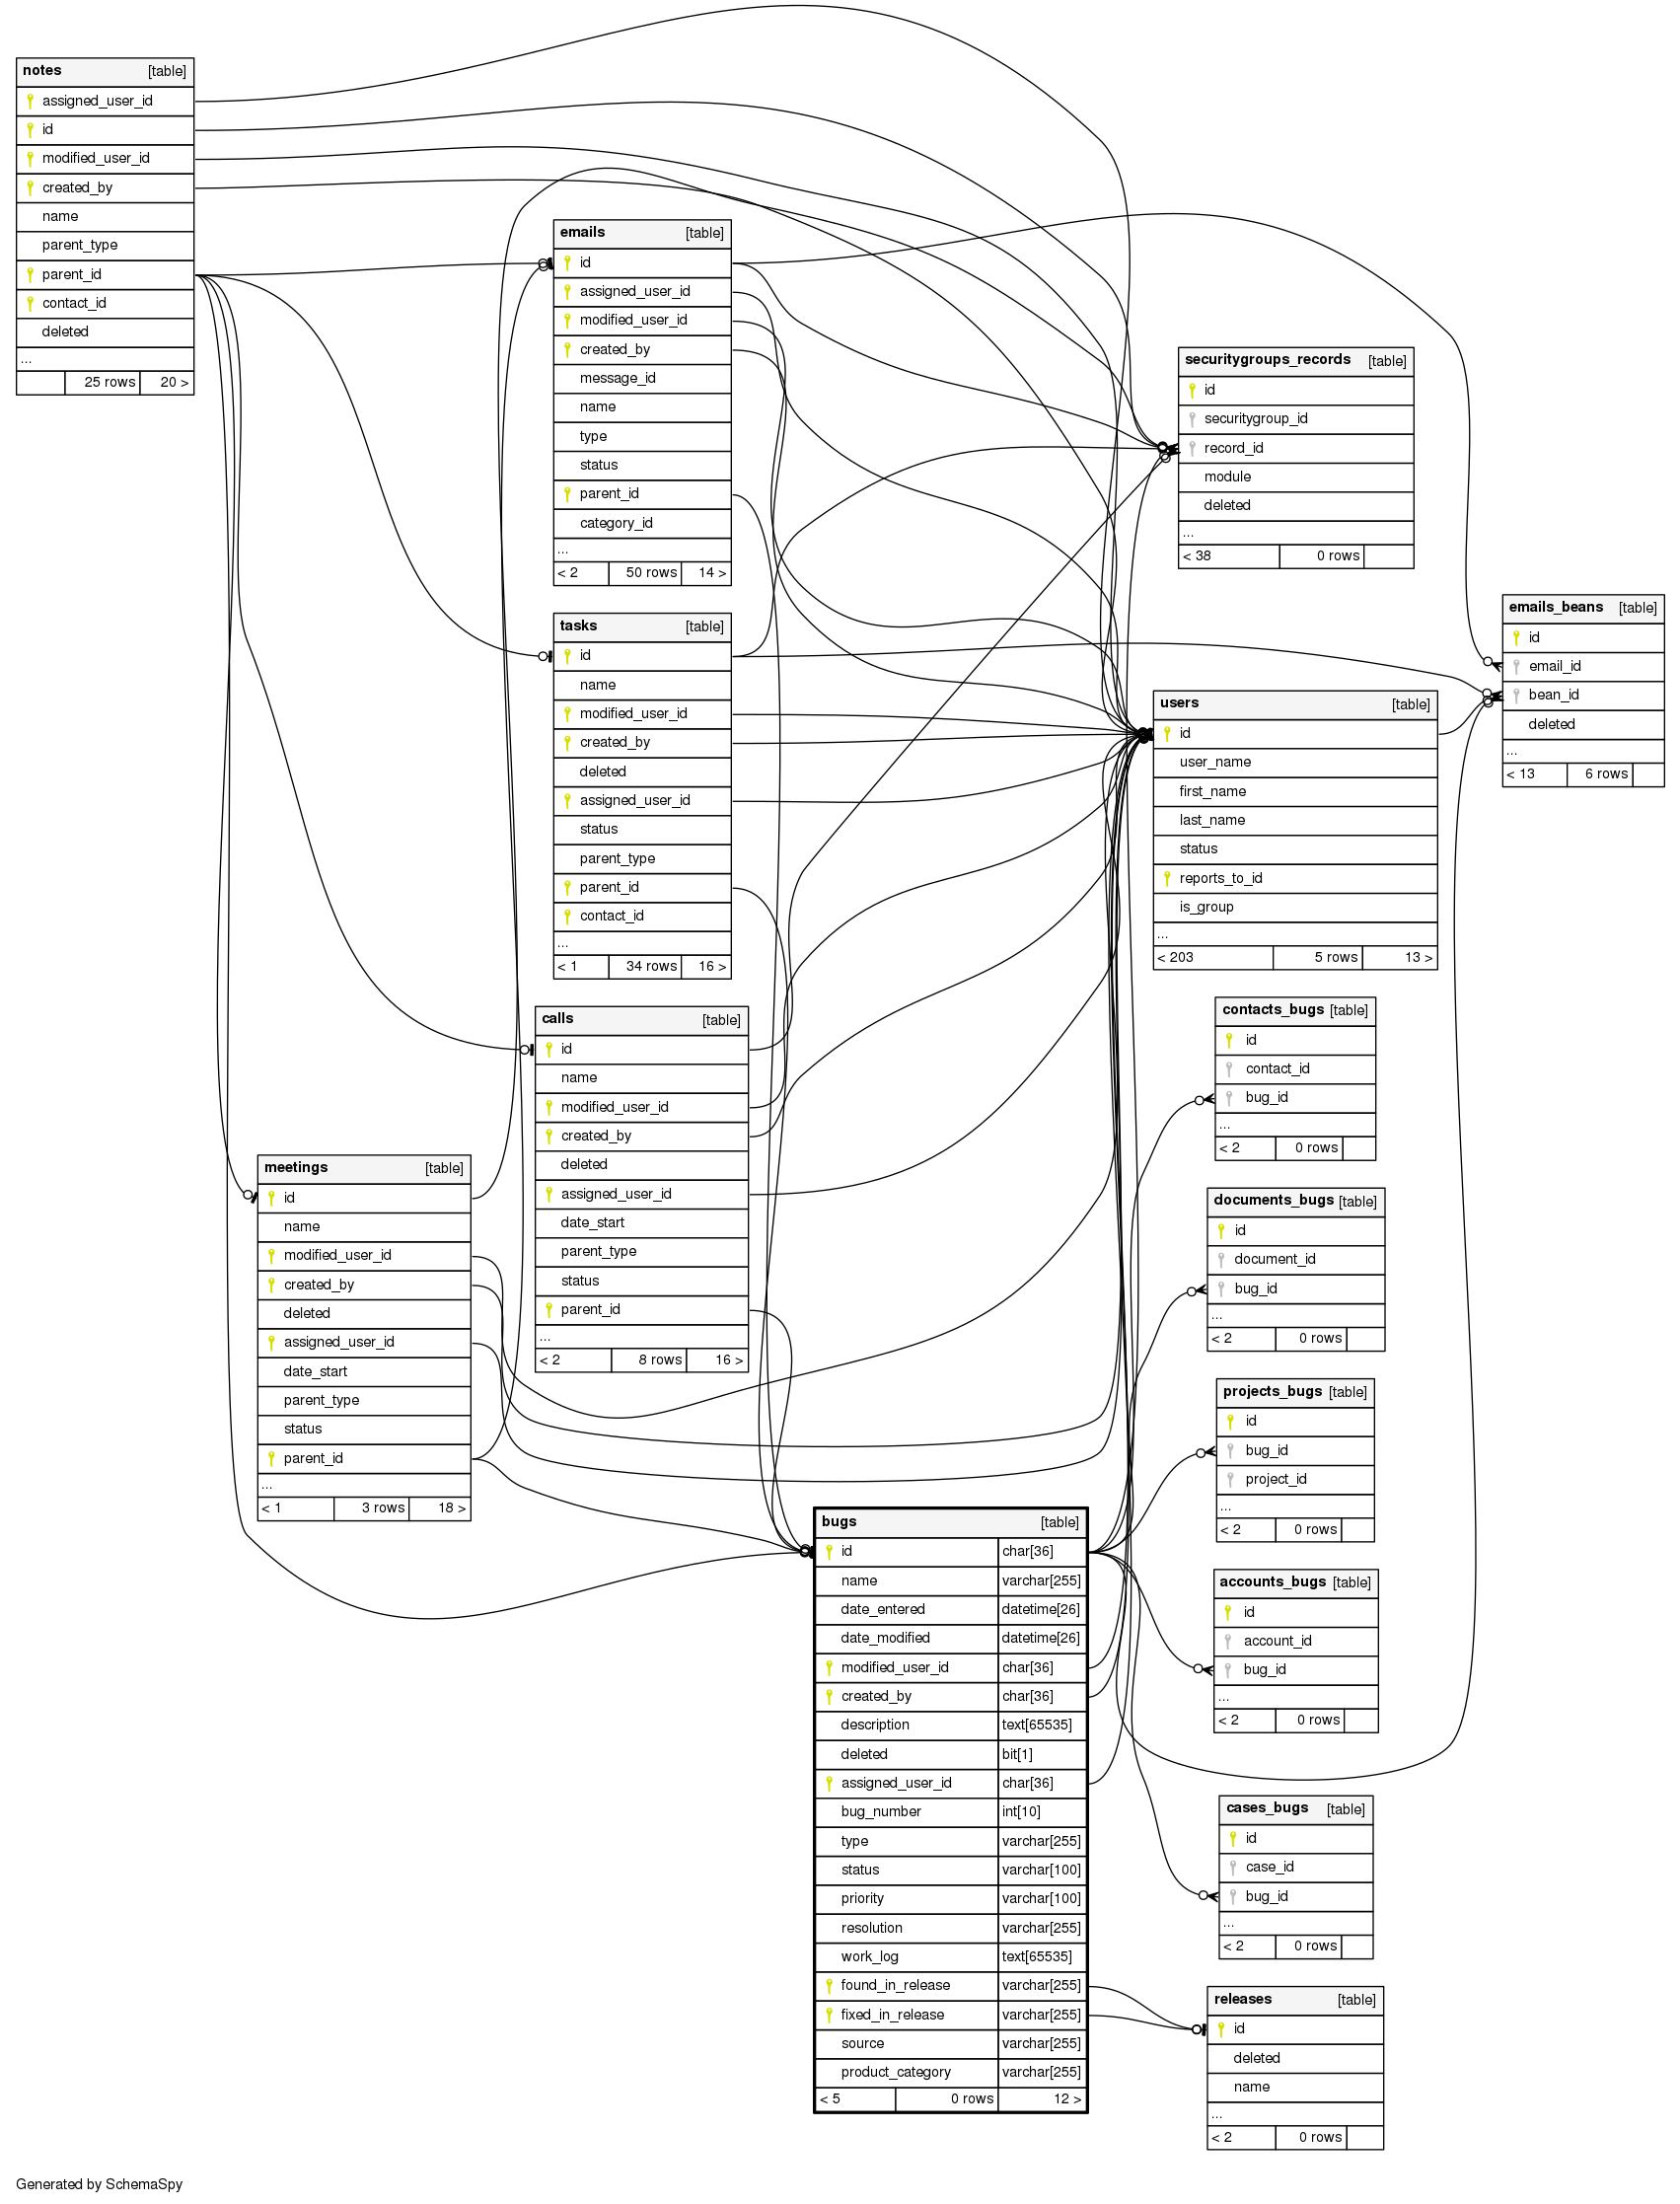 notes [table]
assigned_user_id
id
modified_user_id
created_by
name
parent_type
parent_id
contact_id
deleted
...
25 rows 20 >
emails [table]
id
assigned_user_id
modified_user_id
created_by
message_id
name
type
status
parent_id
category_id
...
< 2 50 rows 14 >
tasks [table]
id
name
modified_user_id
created_by
deleted
assigned_user_id
status
parent_type
parent_id
contact_id
...
< 1 34 rows 16 >
calls [table]
id
name
modified_user_id
created_by
deleted
assigned_user_id
date_start
parent_type
status
parent_id
...
< 2 8 rows 16 >
meetings [table]
id
name
modified_user_id
created_by
deleted
assigned_user_id
date_start
parent_type
status
parent_id
...
< 1 3 rows 18 >
securitygroups_records [table]
id
securitygroup_id
record_id
module
deleted
...
< 38 0 rows
emails_beans [table]
id
email_id
bean_id
deleted
...
< 13 6 rows
users [table]
id
user_name
first_name
last_name
status
reports_to_id
is_group
...
< 203 5 rows 13 >
contacts_bugs [table]
id
contact_id
bug_id
...
< 2 0 rows
documents_bugs [table]
id
document_id
bug_id
...
< 2 0 rows
projects_bugs [table]
id
bug_id
project_id
...
< 2 0 rows
accounts_bugs [table]
id
account_id
bug_id
...
< 2 0 rows
cases_bugs [table]
id
case_id
bug_id
...
< 2 0 rows
releases [table]
id
deleted
name
...
< 2 0 rows
bugs [table]
id char[36]
name varchar[255]
date_entered datetime[26]
date_modified datetime[26]
modified_user_id char[36]
created_by char[36]
description text[65535]
deleted bit[1]
assigned_user_id char[36]
bug_number int[10]
type varchar[255]
status varchar[100]
priority varchar[100]
resolution varchar[255]
work_log text[65535]
found_in_release varchar[255]
fixed_in_release varchar[255]
source varchar[255]
product_category varchar[255]
< 5 0 rows 12 >
Generated by SchemaSpy